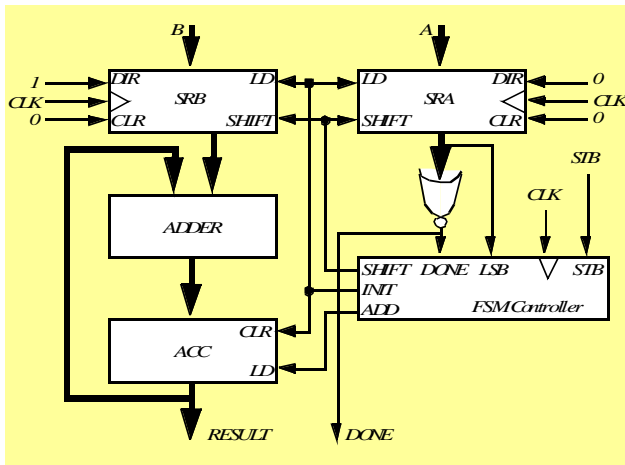 B
A
1
DIR
LD
LD
DIR
0
CLK
SRB
SRA
CLK
0
CLR
SHIFT
SHIFT
CLR
0
STB
CLK
ADDER
SHIFT
DONE
LSB
STB
INIT
ADD
FSM Controller
CLR
ACC
LD
RESULT
DONE